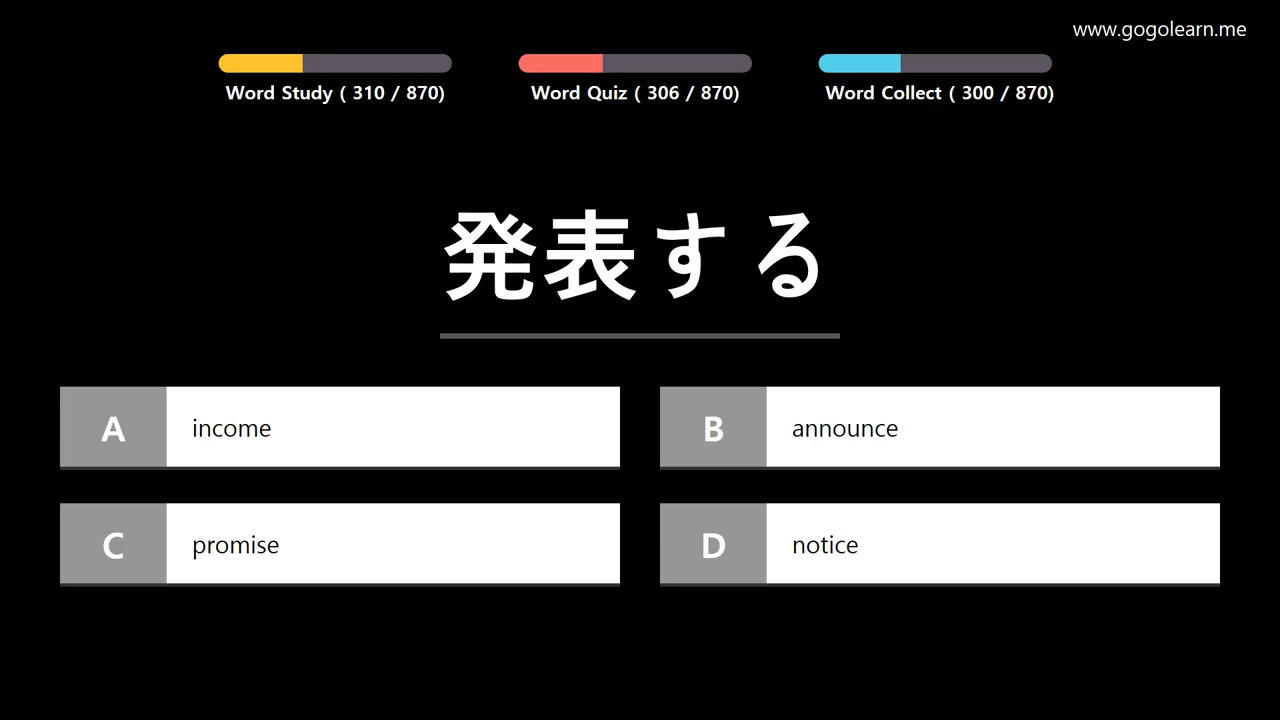 www.gogolearn.me
Word Study ( 310 / 870)
Word Quiz ( 306 / 870)
Word Collect ( 300 / 870)
発表する
A income
B announce
C promise
D notice